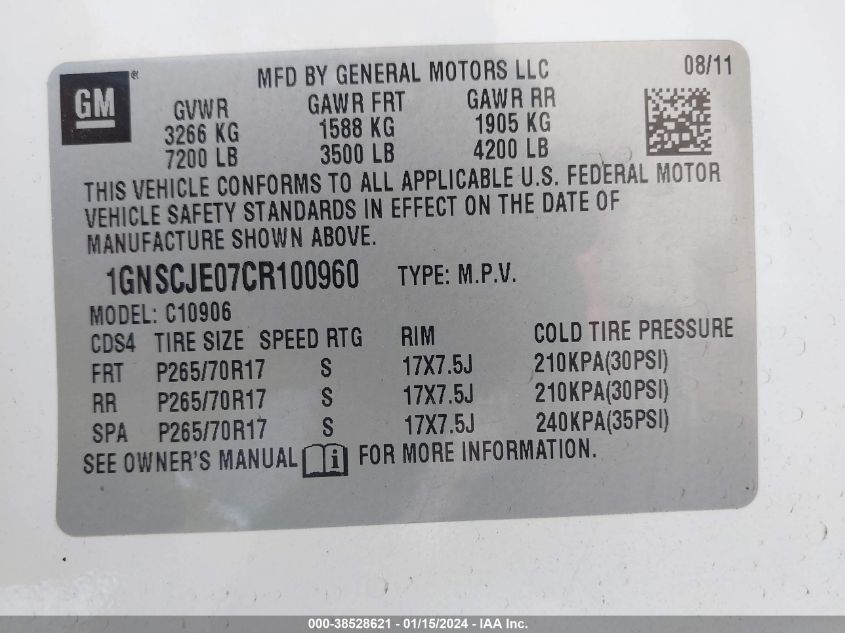 GM ®
MFD BY GENERAL MOTORS LLC 08/11
GVWR GAWR FRT GAWR RR
3266 KG 1588 KG 1905 KG
7200 LB 3500 LB 4200 LB
THIS VEHICLE CONFORMS TO ALL APPLICABLE U.S. FEDERAL MOTOR
VEHICLE SAFETY STANDARDS IN EFFECT ON THE DATE OF
MANUFACTURE SHOWN ABOVE.
1GNSCJE07CR100960 TYPE: M.P.V.
MODEL: C10906
CDS4 TIRE SIZE SPEED RTG RIM COLD TIRE PRESSURE
FRT P265/70R17 S 17X7.5J 210KPA(30PSI)
RR P265/70R17 S 17X7.5J 210KPA(30PSI)
SPA P265/70R17 S 17X7.5J 240KPA(35PSI)
SEE OWNER'S MANUAL i FOR MORE INFORMATION.
000-38528621 - 01/15/2024 - IAA Inc.